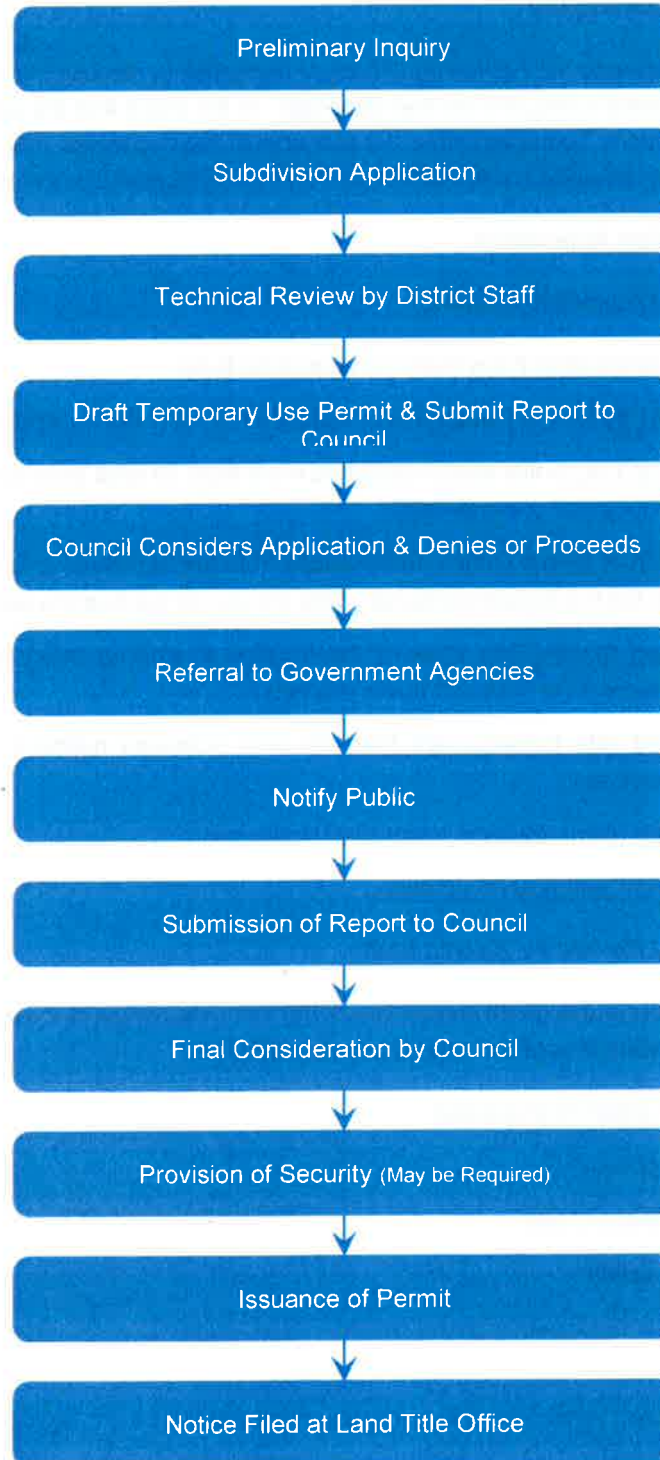 Preliminary Inquiry
Subdivision Application
Technical Review by District Staff
Draft Temporary Use Permit & Submit Report to
Council
Council Considers Application & Denies or Proceeds
Referral to Government Agencies
Notify Public
Submission of Report to Council
Final Consideration by Council
Provision of Security (May be Required)
Issuance of Permit
Notice Filed at Land Title Office